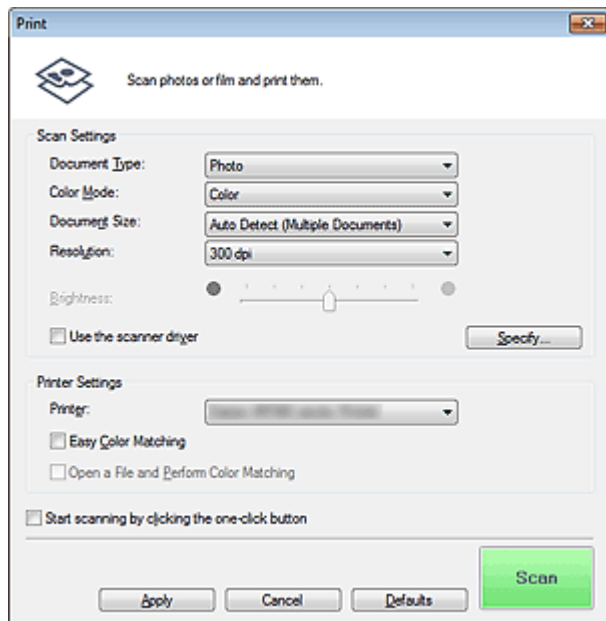 Print
Scan photos or film and print them.
Scan Settings
Document Type: Photo
Color Mode: Color
Document Size: Auto Detect (Multiple Documents)
Resolution: 300 dpi
Brightness:
Use the scanner driver Specify...
Printer Settings
Printer:
Easy Color Matching
Open a File and Perform Color Matching
Start scanning by clicking the one-click button
Scan
Apply Cancel Defaults